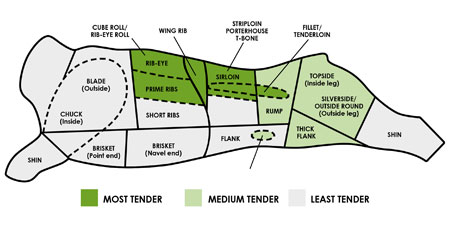 CUBE ROLL/
RIB-EYE ROLL
WING RIB
STRIPLOIN
PORTERHOUSE
T-BONE
FILLET/
TENDERLOIN
RIB-EYE
SIRLOIN
TOPSIDE
(Inside leg)
BLADE
(Outside)
PRIME RIBS
SILVERSIDE/
OUTSIDE ROUND
(Outside leg)
CHUCK
(Inside)
SHORT RIBS
RUMP
SHIN
BRISKET
(Point end)
BRISKET
(Novel end)
FLANK
THICK
FLANK
SHIN
MOST TENDER
MEDIUM TENDER
LEAST TENDER